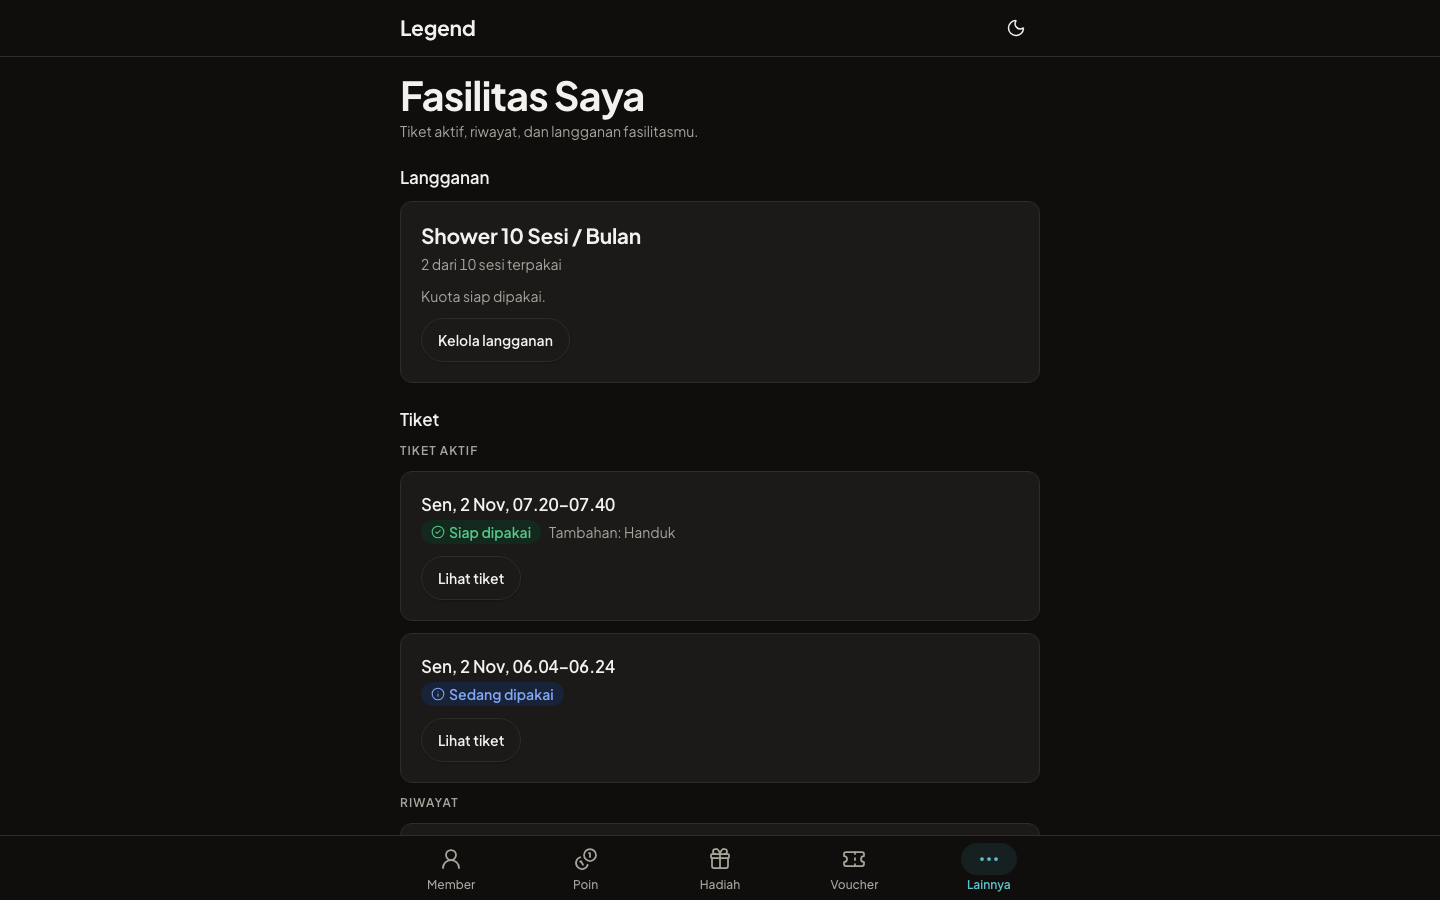 Legend
Fasilitas Saya
Tiket aktif, riwayat, dan langganan fasilitasmu.
Langganan
Shower 10 Sesi / Bulan
2 dari 10 sesi terpakai
Kuota siap dipakai.
Kelola langganan
Tiket
TIKET AKTIF
Sen, 2 Nov, 07.20–07.40
Siap dipakai Tambahan: Handuk
Lihat tiket
Sen, 2 Nov, 06.04–06.24
Sedang dipakai
Lihat tiket
RIWAYAT
Member Poin Hadiah Voucher Lainnya